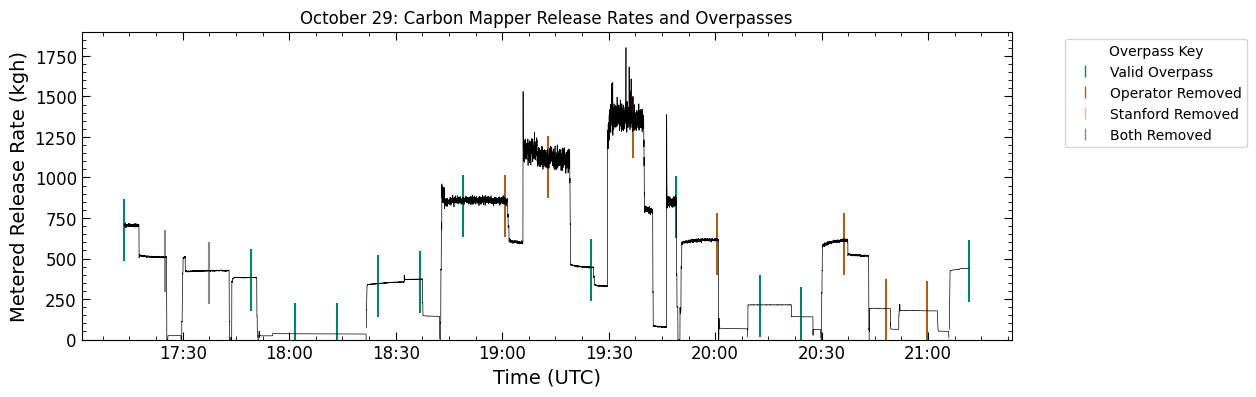 October 29: Carbon Mapper Release Rates and Overpasses
Metered Release Rate (kgh)
1750
1500
1250
1000
750
500
250
0
17:30 18:00 18:30 19:00 19:30 20:00 20:30 21:00
Time (UTC)
Overpass Key
Valid Overpass
Operator Removed
Stanford Removed
Both Removed